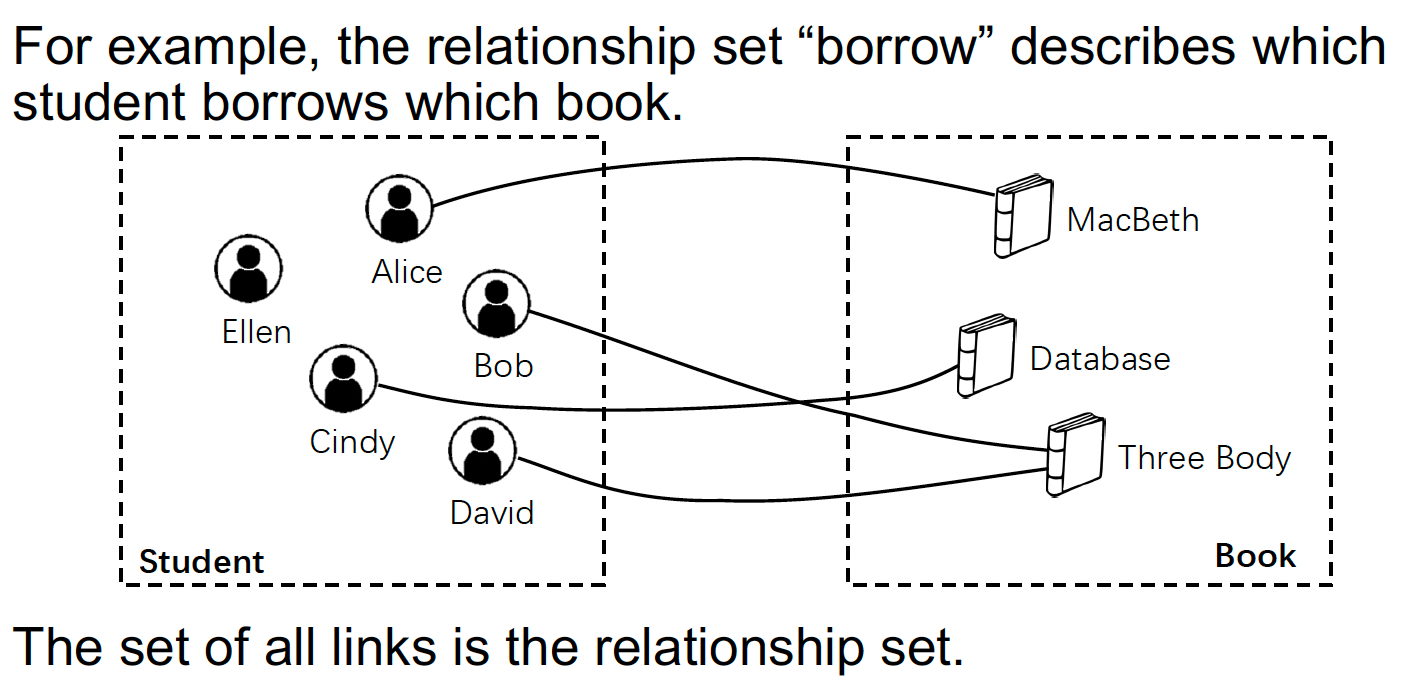 For example, the relationship set “borrow” describes which
student borrows which book.
Alice
MacBeth
Ellen
Bob
Database
Cindy
Three Body
David
Student
Book
The set of all links is the relationship set.